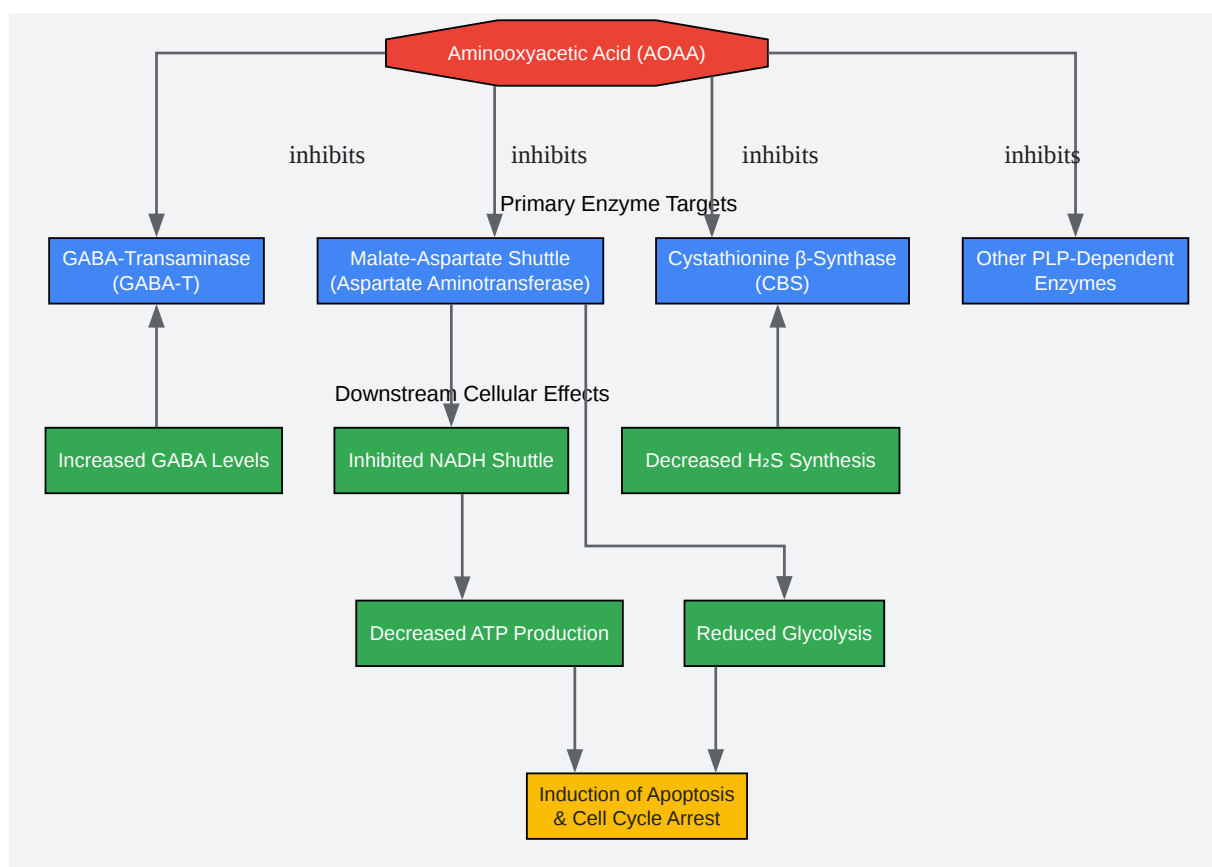 Aminooxyacetic Acid (AOAA)
inhibits
inhibits
inhibits
inhibits
Primary Enzyme Targets
GABA-Transaminase
(GABA-T)
Malate-Aspartate Shuttle
(Aspartate Aminotransferase)
Cystathionine β-Synthase
(CBS)
Other PLP-Dependent
Enzymes
Downstream Cellular Effects
Increased GABA Levels
Inhibited NADH Shuttle
Decreased H₂S Synthesis
Decreased ATP Production
Reduced Glycolysis
Induction of Apoptosis
& Cell Cycle Arrest